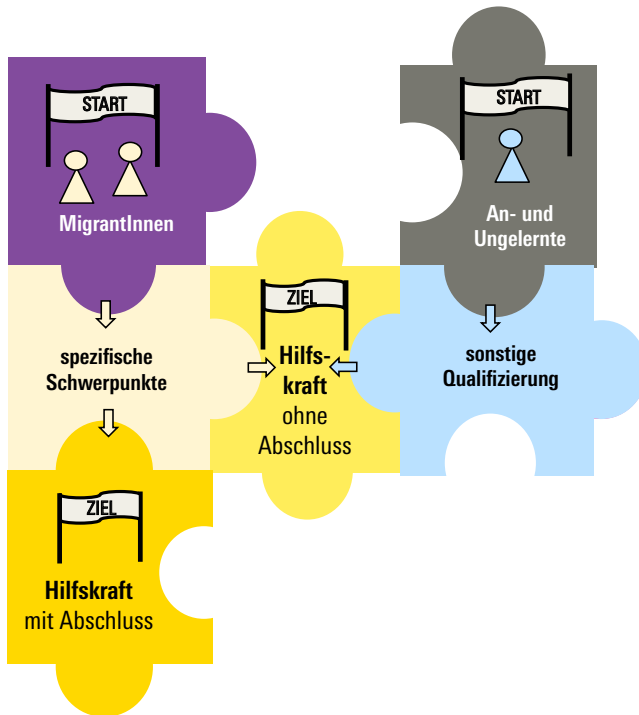 START
MigrantInnen
START
An- und
Ungelernte
spezifische
Schwerpunkte
ZIEL
Hilfs-
kraft
ohne
Abschluss
sonstige
Qualifizierung
ZIEL
Hilfskraft
mit Abschluss